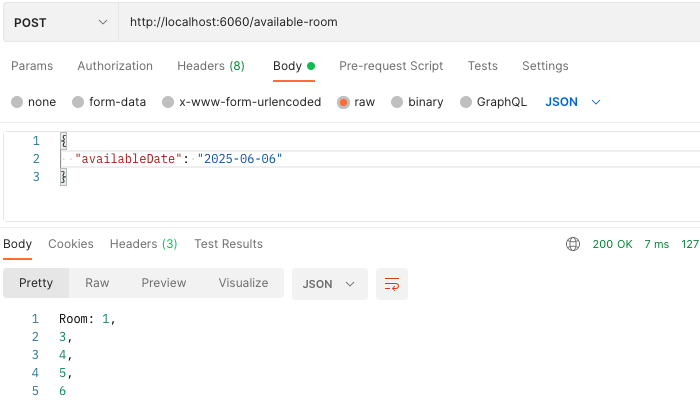 POST http://localhost:6060/available-room
Params Authorization Headers (8) Body Pre-request Script Tests Settings
none form-data x-www-form-urlencoded raw binary GraphQL JSON
1 {
2 "availableDate": "2025-06-06"
3 }
Body Cookies Headers (3) Test Results 200 OK 7 ms 127
Pretty Raw Preview Visualize JSON
1 Room: 1,
2 3,
3 4,
4 5,
5 6